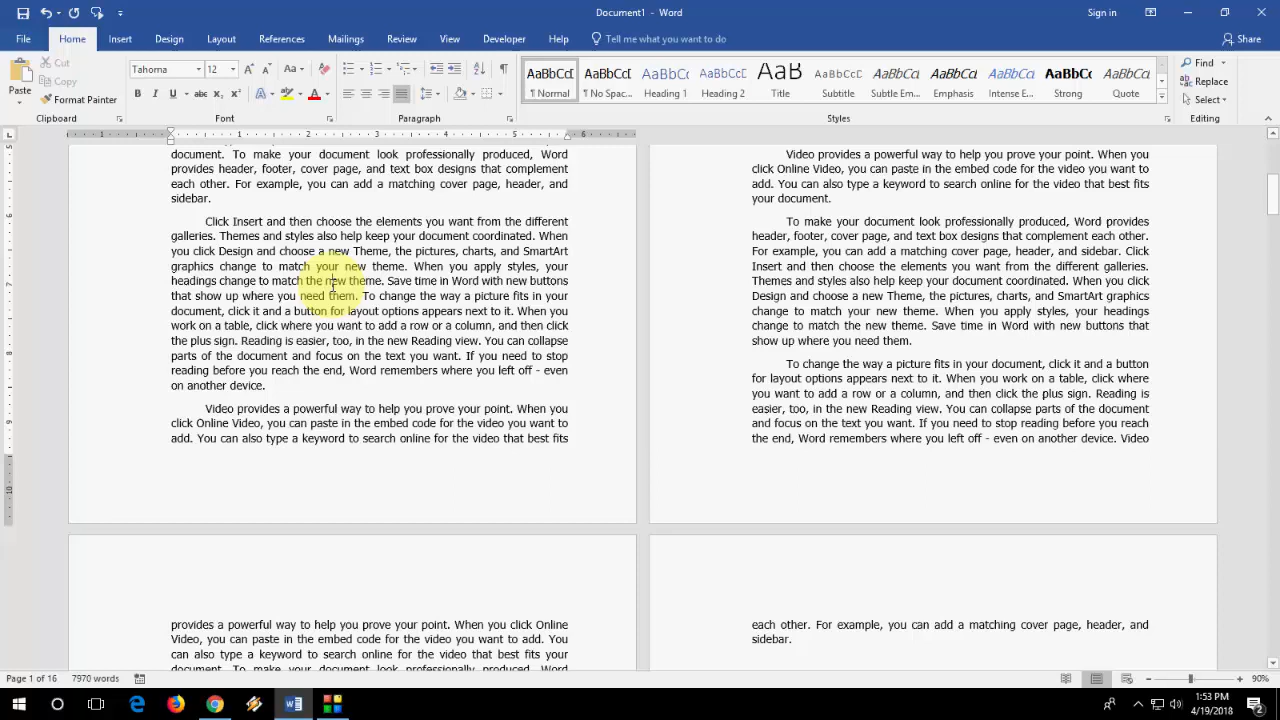 Document1 - Word
Sign in
File Home Insert Design Layout References Mailings Review View Developer Help Tell me what you want to do Share
Paste
Cut
Copy
Format Painter
Clipboard
Tahoma 12
Font
Paragraph
AaBbCcI ¶ Normal
AaBbCcI ¶ No Spac...
AaBbCc Heading 1
AaBbCcC Heading 2
AaB Title
AaBbCcC Subtitle
AaBbCcI Subtle Em...
AaBbCcI Emphasis
AaBbCcI Intense E...
AaBbCcI Strong
AaBbCcI Quote
Styles
Find
Replace
Select
Editing
document. To make your document look professionally produced, Word
provides header, footer, cover page, and text box designs that complement
each other. For example, you can add a matching cover page, header, and
sidebar.
Click Insert and then choose the elements you want from the different
galleries. Themes and styles also help keep your document coordinated. When
you click Design and choose a new Theme, the pictures, charts, and SmartArt
graphics change to match your new theme. When you apply styles, your
headings change to match the new theme. Save time in Word with new buttons
that show up where you need them. To change the way a picture fits in your
document, click it and a button for layout options appears next to it. When you
work on a table, click where you want to add a row or a column, and then click
the plus sign. Reading is easier, too, in the new Reading view. You can collapse
parts of the document and focus on the text you want. If you need to stop
reading before you reach the end, Word remembers where you left off - even
on another device.
Video provides a powerful way to help you prove your point. When you
click Online Video, you can paste in the embed code for the video you want to
add. You can also type a keyword to search online for the video that best fits
Video provides a powerful way to help you prove your point. When you
click Online Video, you can paste in the embed code for the video you want to
add. You can also type a keyword to search online for the video that best fits
your document.
To make your document look professionally produced, Word provides
header, footer, cover page, and text box designs that complement each other.
For example, you can add a matching cover page, header, and sidebar. Click
Insert and then choose the elements you want from the different galleries.
Themes and styles also help keep your document coordinated. When you click
Design and choose a new Theme, the pictures, charts, and SmartArt graphics
change to match your new theme. When you apply styles, your headings
change to match the new theme. Save time in Word with new buttons that
show up where you need them.
To change the way a picture fits in your document, click it and a button
for layout options appears next to it. When you work on a table, click where
you want to add a row or a column, and then click the plus sign. Reading is
easier, too, in the new Reading view. You can collapse parts of the document
and focus on the text you want. If you need to stop reading before you reach
the end, Word remembers where you left off - even on another device. Video
provides a powerful way to help you prove your point. When you click Online
Video, you can paste in the embed code for the video you want to add. You
can also type a keyword to search online for the video that best fits your
document. To make your document look professionally produced, Word
each other. For example, you can add a matching cover page, header, and
sidebar.
Page 1 of 16 7970 words
90%
1:53 PM
4/19/2018
2